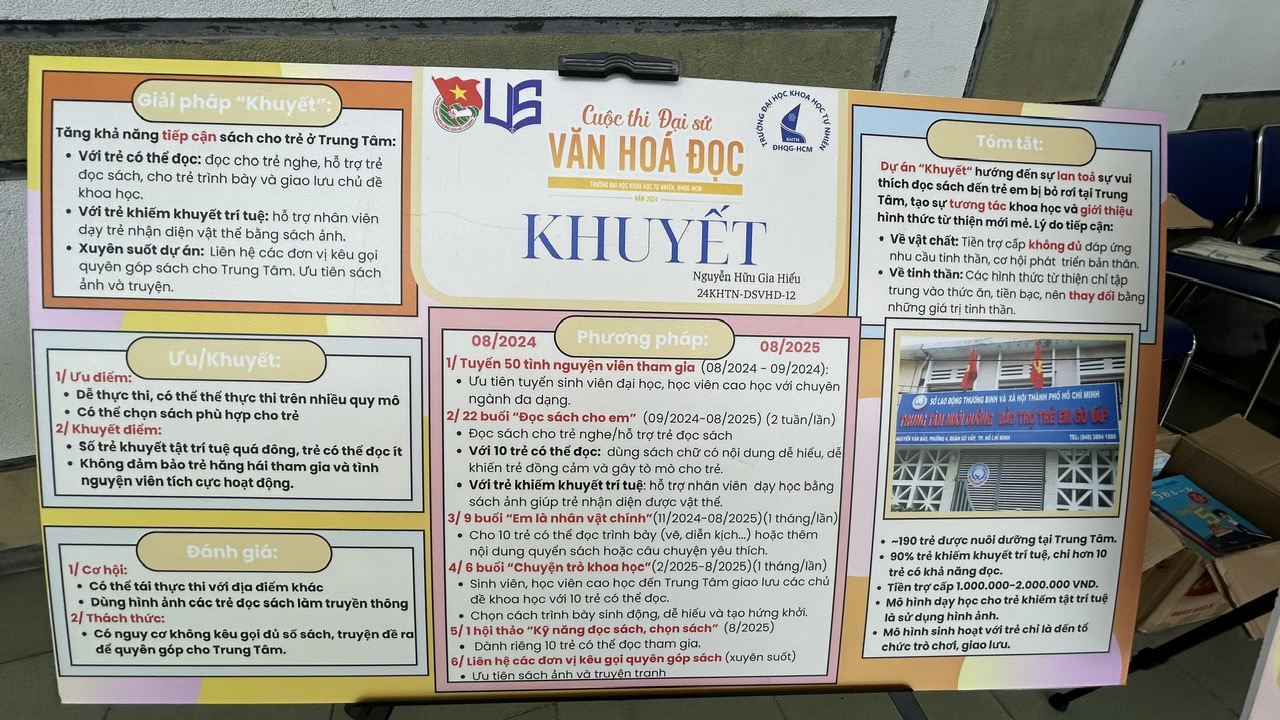 Giải pháp "Khuyết":
Tăng khả năng tiếp cận sách cho trẻ ở Trung Tâm:
• Với trẻ có thể đọc: đọc cho trẻ nghe, hỗ trợ trẻ
đọc sách, cho trẻ trình bày và giao lưu chủ đề
khoa học.
• Với trẻ khiếm khuyết trí tuệ: hỗ trợ nhân viên
dạy trẻ nhận diện vật thể bằng sách ảnh.
• Xuyên suốt dự án: Liên hệ các đơn vị kêu gọi
quyên góp sách cho Trung Tâm. Ưu tiên sách
ảnh và truyện.
Ưu/Khuyết:
1/ Ưu điểm:
• Dễ thực thi, có thể thể thực thi trên nhiều quy mô
• Có thể chọn sách phù hợp cho trẻ
2/ Khuyết điểm:
• Số trẻ khuyết tật trí tuệ quá đông, trẻ có thể đọc ít
• Không đảm bảo trẻ hăng hái tham gia và tình
nguyện viên tích cực hoạt động.
Đánh giá:
1/ Cơ hội:
• Có thể tái thực thi với địa điểm khác
• Dùng hình ảnh các trẻ đọc sách làm truyền thông
2/ Thách thức:
• Có nguy cơ không kêu gọi đủ số sách, truyện đề ra
để quyên góp cho Trung Tâm.
US
Cuộc thi Đại sứ
VĂN HOÁ ĐỌC
TRƯỜNG ĐẠI HỌC KHOA HỌC TỰ NHIÊN, ĐHQG-HCM
NĂM 2024
TRƯỜNG ĐẠI HỌC KHOA HỌC TỰ NHIÊN
KHTN
ĐHQG-HCM
KHUYẾT
Nguyễn Hữu Gia Hiếu
24KHTN-DSVHD-12
Phương pháp:
08/2024
08/2025
1/ Tuyển 50 tình nguyện viên tham gia (08/2024 - 09/2024):
• Ưu tiên tuyển sinh viên đại học, học viên cao học với chuyên
ngành đa dạng.
2/ 22 buổi "Đọc sách cho em" (09/2024-08/2025) (2 tuần/lần)
• Đọc sách cho trẻ nghe/hỗ trợ trẻ đọc sách
• Với 10 trẻ có thể đọc: dùng sách chữ có nội dung dễ hiểu, dễ
khiến trẻ đồng cảm và gây tò mò cho trẻ.
• Với trẻ khiếm khuyết trí tuệ: hỗ trợ nhân viên dạy học bằng
sách ảnh giúp trẻ nhận diện được vật thể.
3/ 9 buổi "Em là nhân vật chính"(11/2024-08/2025)(1 tháng/lần)
• Cho 10 trẻ có thể đọc trình bày (vẽ, diễn kịch...) hoặc thêm
nội dung quyển sách hoặc câu chuyện yêu thích.
4/ 6 buổi "Chuyện trò khoa học"(2/2025-8/2025)(1 tháng/lần)
• Sinh viên, học viên cao học đến Trung Tâm giao lưu các chủ
đề khoa học với 10 trẻ có thể đọc.
• Chọn cách trình bày sinh động, dễ hiểu và tạo hứng khởi.
5/ 1 hội thảo "Kỹ năng đọc sách, chọn sách" (8/2025)
• Dành riêng 10 trẻ có thể đọc tham gia.
6/ Liên hệ các đơn vị kêu gọi quyên góp sách (xuyên suốt)
• Ưu tiên sách ảnh và truyện tranh
Tóm tắt:
Dự án "Khuyết" hướng đến sự lan toả sự vui
thích đọc sách đến trẻ em bị bỏ rơi tại Trung
Tâm, tạo sự tương tác khoa học và giới thiệu
hình thức từ thiện mới mẻ. Lý do tiếp cận:
• Về vật chất: Tiền trợ cấp không đủ đáp ứng
nhu cầu tinh thần, cơ hội phát triển bản thân.
• Về tinh thần: Các hình thức từ thiện chỉ tập
trung vào thức ăn, tiền bạc, nên thay đổi bằng
những giá trị tinh thần.
SỞ LAO ĐỘNG THƯƠNG BINH VÀ XÃ HỘI THÀNH PHỐ HỒ CHÍ MINH
TRUNG TÂM NUÔI DƯỠNG BẢO TRỢ TRẺ EM GÒ VẤP
NGUYỄN VĂN BẢO, PHƯỜNG 4, QUẬN GÒ VẤP, TP. HỒ CHÍ MINH
• ~190 trẻ được nuôi dưỡng tại Trung Tâm.
• 90% trẻ khiếm khuyết trí tuệ, chỉ hơn 10
trẻ có khả năng đọc.
• Tiền trợ cấp 1.000.000-2.000.000 VND.
• Mô hình dạy học cho trẻ khiếm tật trí tuệ
là sử dụng hình ảnh.
• Mô hình sinh hoạt với trẻ chỉ là đến tổ
chức trò chơi, giao lưu.